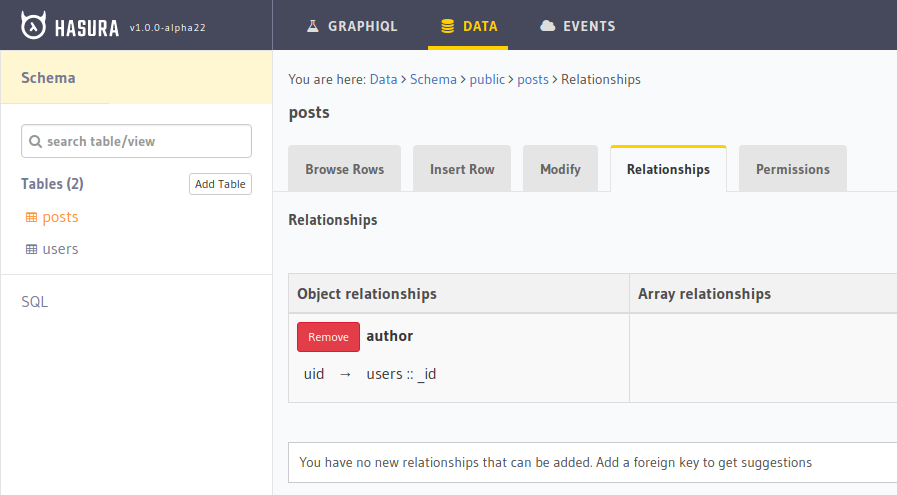 HASURA v1.0.0-alpha22 GRAPHIQL DATA EVENTS
Schema
You are here: Data > Schema > public > posts > Relationships
posts
search table/view
Browse Rows Insert Row Modify Relationships Permissions
Tables (2) Add Table
posts
Relationships
users
Object relationships Array relationships
SQL
Remove author
uid → users :: _id
You have no new relationships that can be added. Add a foreign key to get suggestions